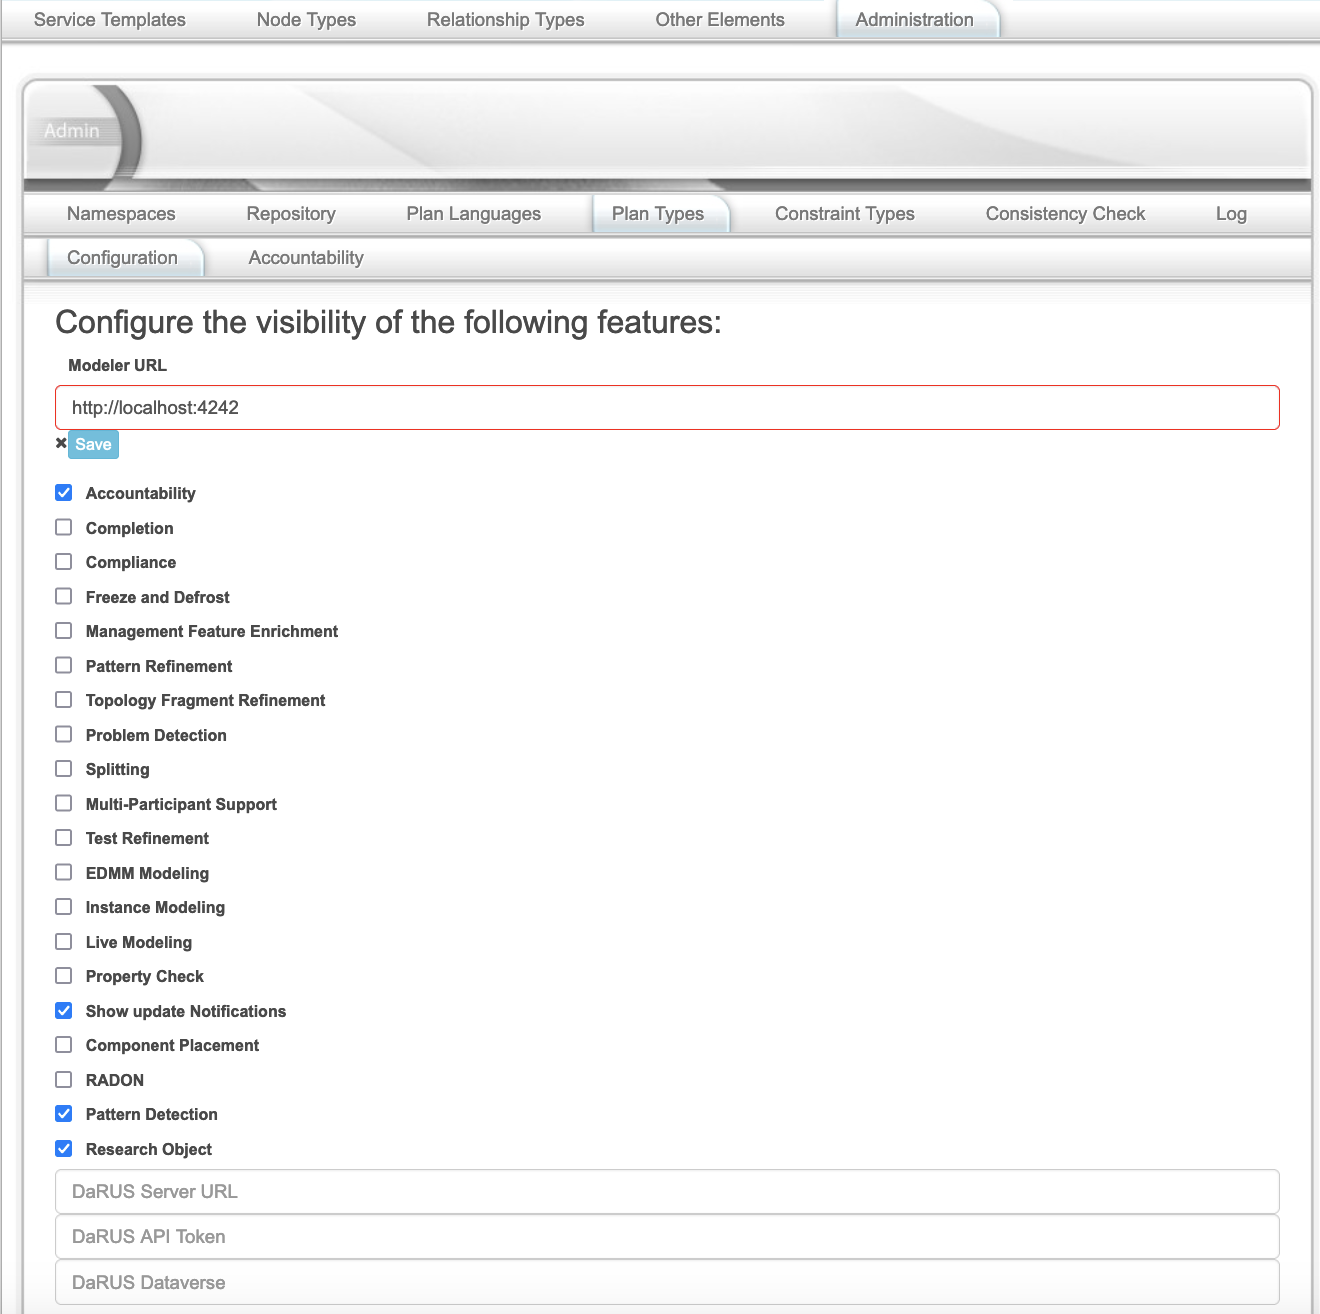 Service Templates Node Types Relationship Types Other Elements Administration
Admin
Namespaces Repository Plan Languages Plan Types Constraint Types Consistency Check Log
Configuration Accountability
Configure the visibility of the following features:
Modeler URL
http://localhost:4242
× Save
Accountability
Completion
Compliance
Freeze and Defrost
Management Feature Enrichment
Pattern Refinement
Topology Fragment Refinement
Problem Detection
Splitting
Multi-Participant Support
Test Refinement
EDMM Modeling
Instance Modeling
Live Modeling
Property Check
Show update Notifications
Component Placement
RADON
Pattern Detection
Research Object
DaRUS Server URL
DaRUS API Token
DaRUS Dataverse